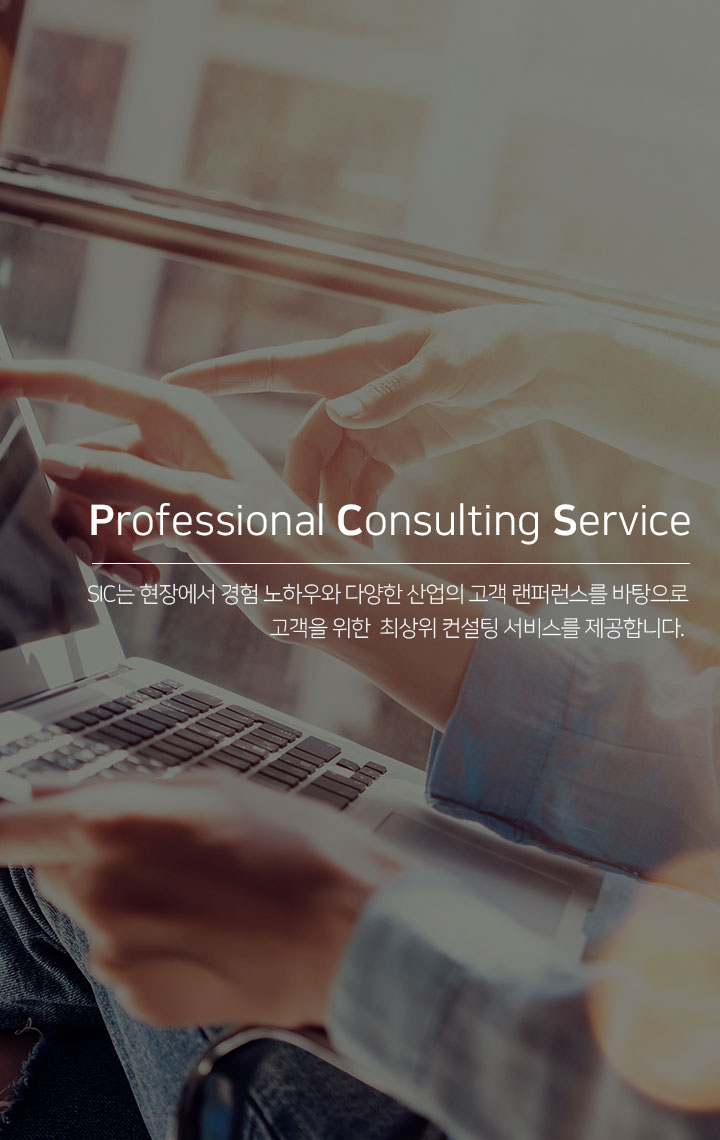 Professional Consulting Service
SIC는 현장에서 경험 노하우와 다양한 산업의 고객 랜퍼런스를 바탕으로
고객을 위한 최상위 컨설팅 서비스를 제공합니다.